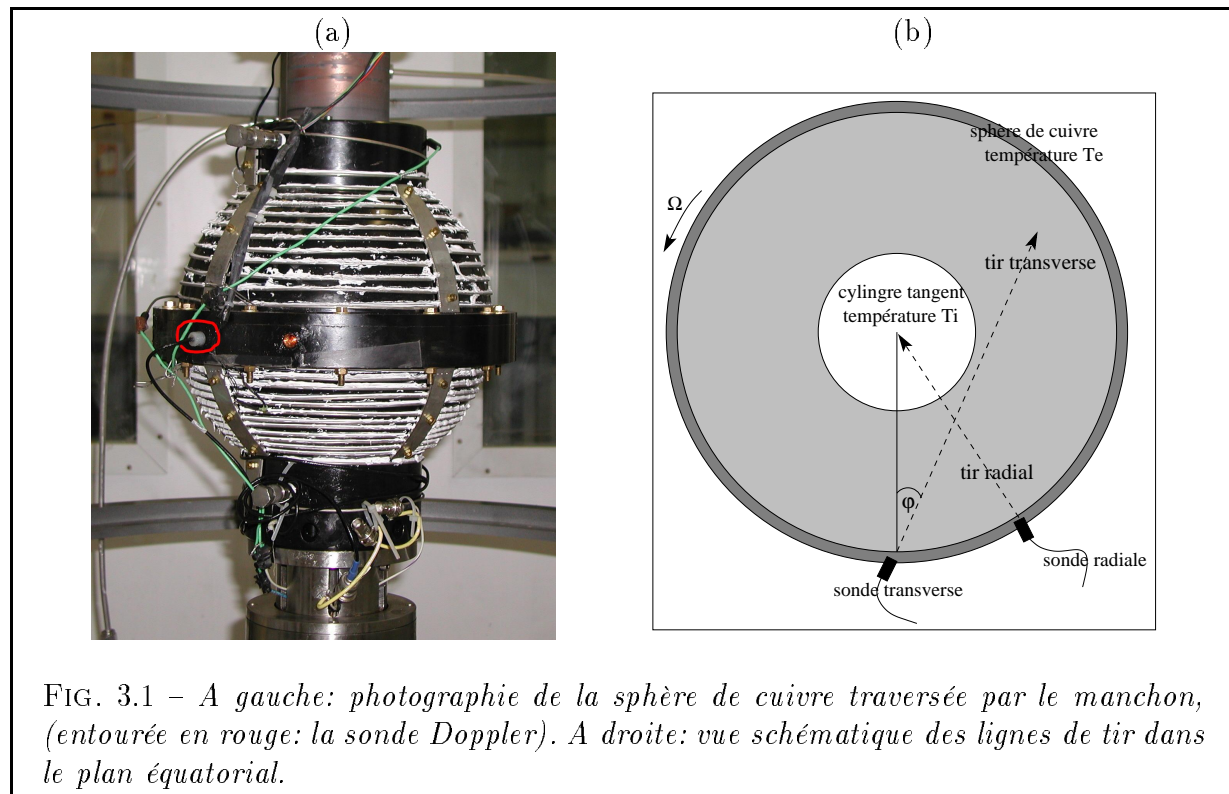 (a)
(b)
sphère de cuivre
température Te
Ω
tir transverse
cylingre tangent
température Ti
tir radial
φ
sonde radiale
sonde transverse
FIG. 3.1 – A gauche: photographie de la sphère de cuivre traversée par le manchon,
(entourée en rouge: la sonde Doppler). A droite: vue schématique des lignes de tir dans
le plan équatorial.